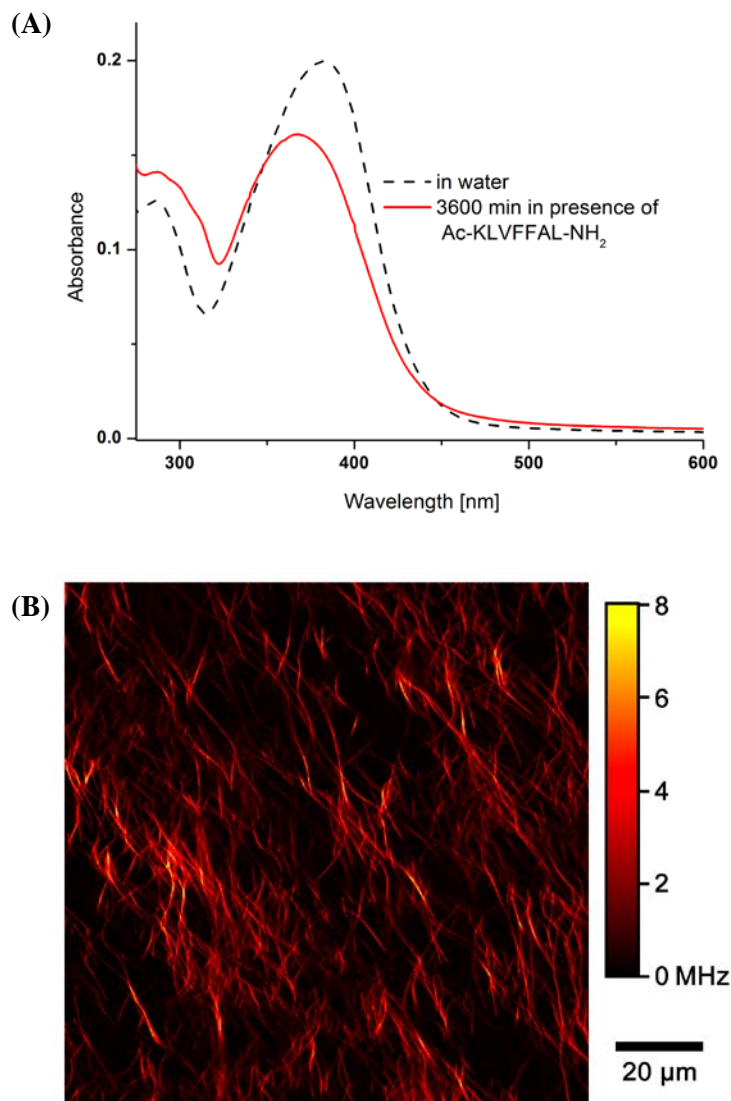 (A)
0.2
0.1
0.0
Absorbance
in water
3600 min in presence of
Ac-KLVFFAL-NH₂
300
400
500
600
Wavelength [nm]
(B)
8
6
4
2
0 MHz
20 µm